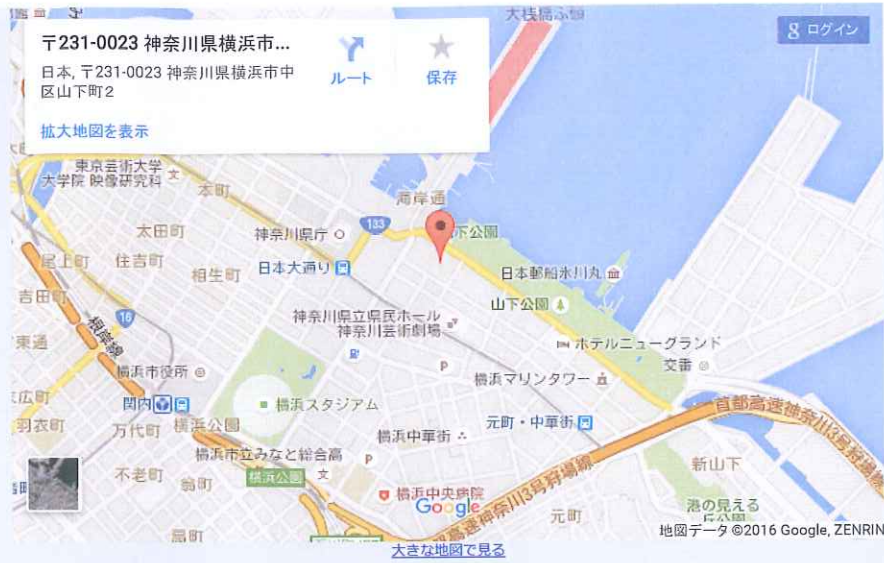 大桟橋ふ頭
〒231-0023 神奈川県横浜市...
日本, 〒231-0023 神奈川県横浜市中
区山下町2
拡大地図を表示
ルート
保存
8 ログイン
東京芸術大学
大学院 映像研究科
本町
海岸通
133
太田町
神奈川県庁
下公園
尾上町
住吉町
相生町
日本大通り
日本郵船氷川丸
吉田町
山下公園
16
根岸線
神奈川県立県民ホール
神奈川芸術劇場
ホテルニューグランド
交番
東通
横浜市役所
P
横浜マリンタワー
関内
横浜スタジアム
元町・中華街
首都高速神奈川3号狩場線
羽衣町
万代町
横浜公園
横浜中華街
横浜市立みなと総合高
P
新山下
不老町
翁町
横浜公園
横浜中央病院
Google
首都高速神奈川3号狩場線
元町
港の見える
丘公園
扇町
地図データ ©2016 Google, ZENRIN
大きな地図で見る